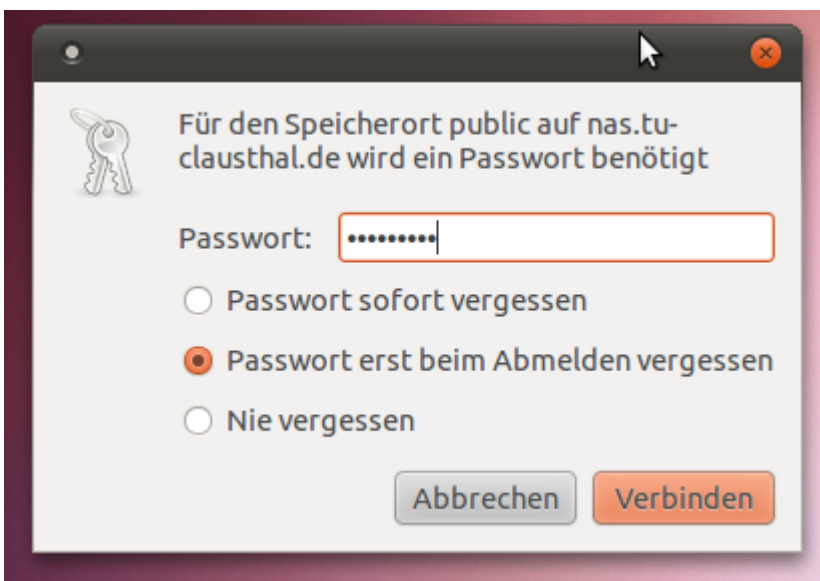 Für den Speicherort public auf nas.tu-
clausthal.de wird ein Passwort benötigt
Passwort: •••••••••
Passwort sofort vergessen
Passwort erst beim Abmelden vergessen
Nie vergessen
Abbrechen Verbinden